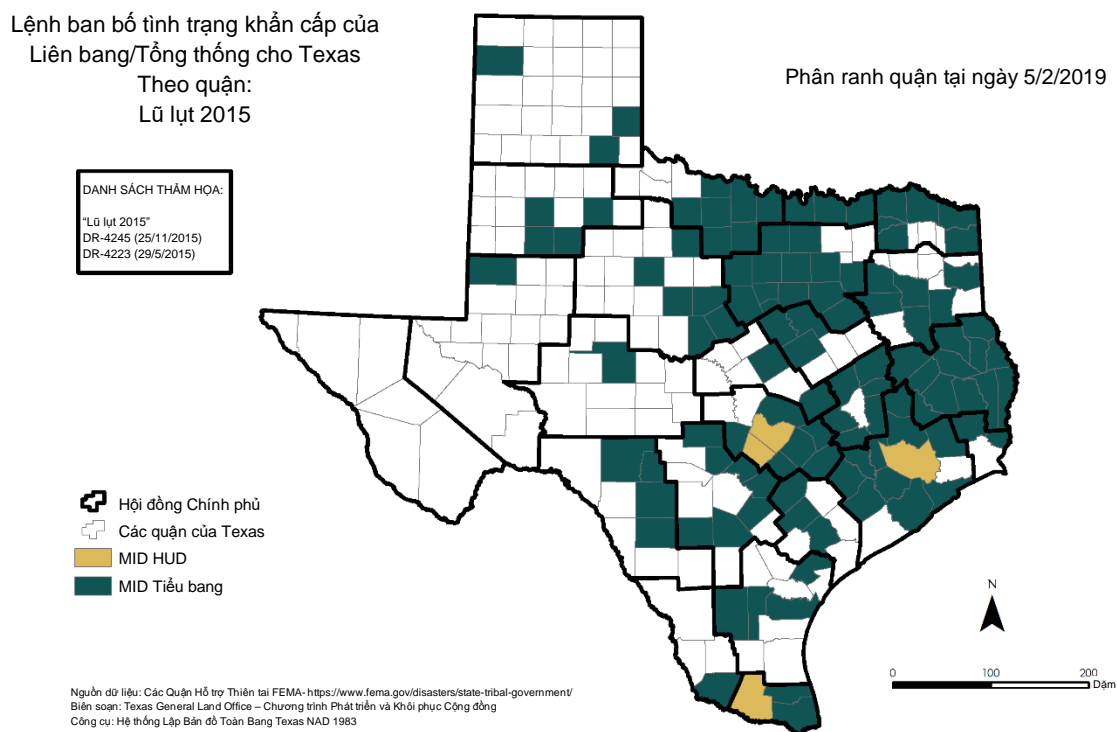 Lệnh ban bố tình trạng khẩn cấp của
Liên bang/Tổng thống cho Texas
Theo quận:
Lũ lụt 2015
Phân ranh quận tại ngày 5/2/2019
DANH SÁCH THẢM HỌA:
“Lũ lụt 2015”
DR-4245 (25/11/2015)
DR-4223 (29/5/2015)
Hội đồng Chính phủ
Các quận của Texas
MID HUD
MID Tiểu bang
N
0 100 200
Dặm
Nguồn dữ liệu: Các Quận Hỗ trợ Thiên tai FEMA- https://www.fema.gov/disasters/state-tribal-government/
Biên soạn: Texas General Land Office – Chương trình Phát triển và Khôi phục Cộng đồng
Công cụ: Hệ thống Lập Bản đồ Toàn Bang Texas NAD 1983